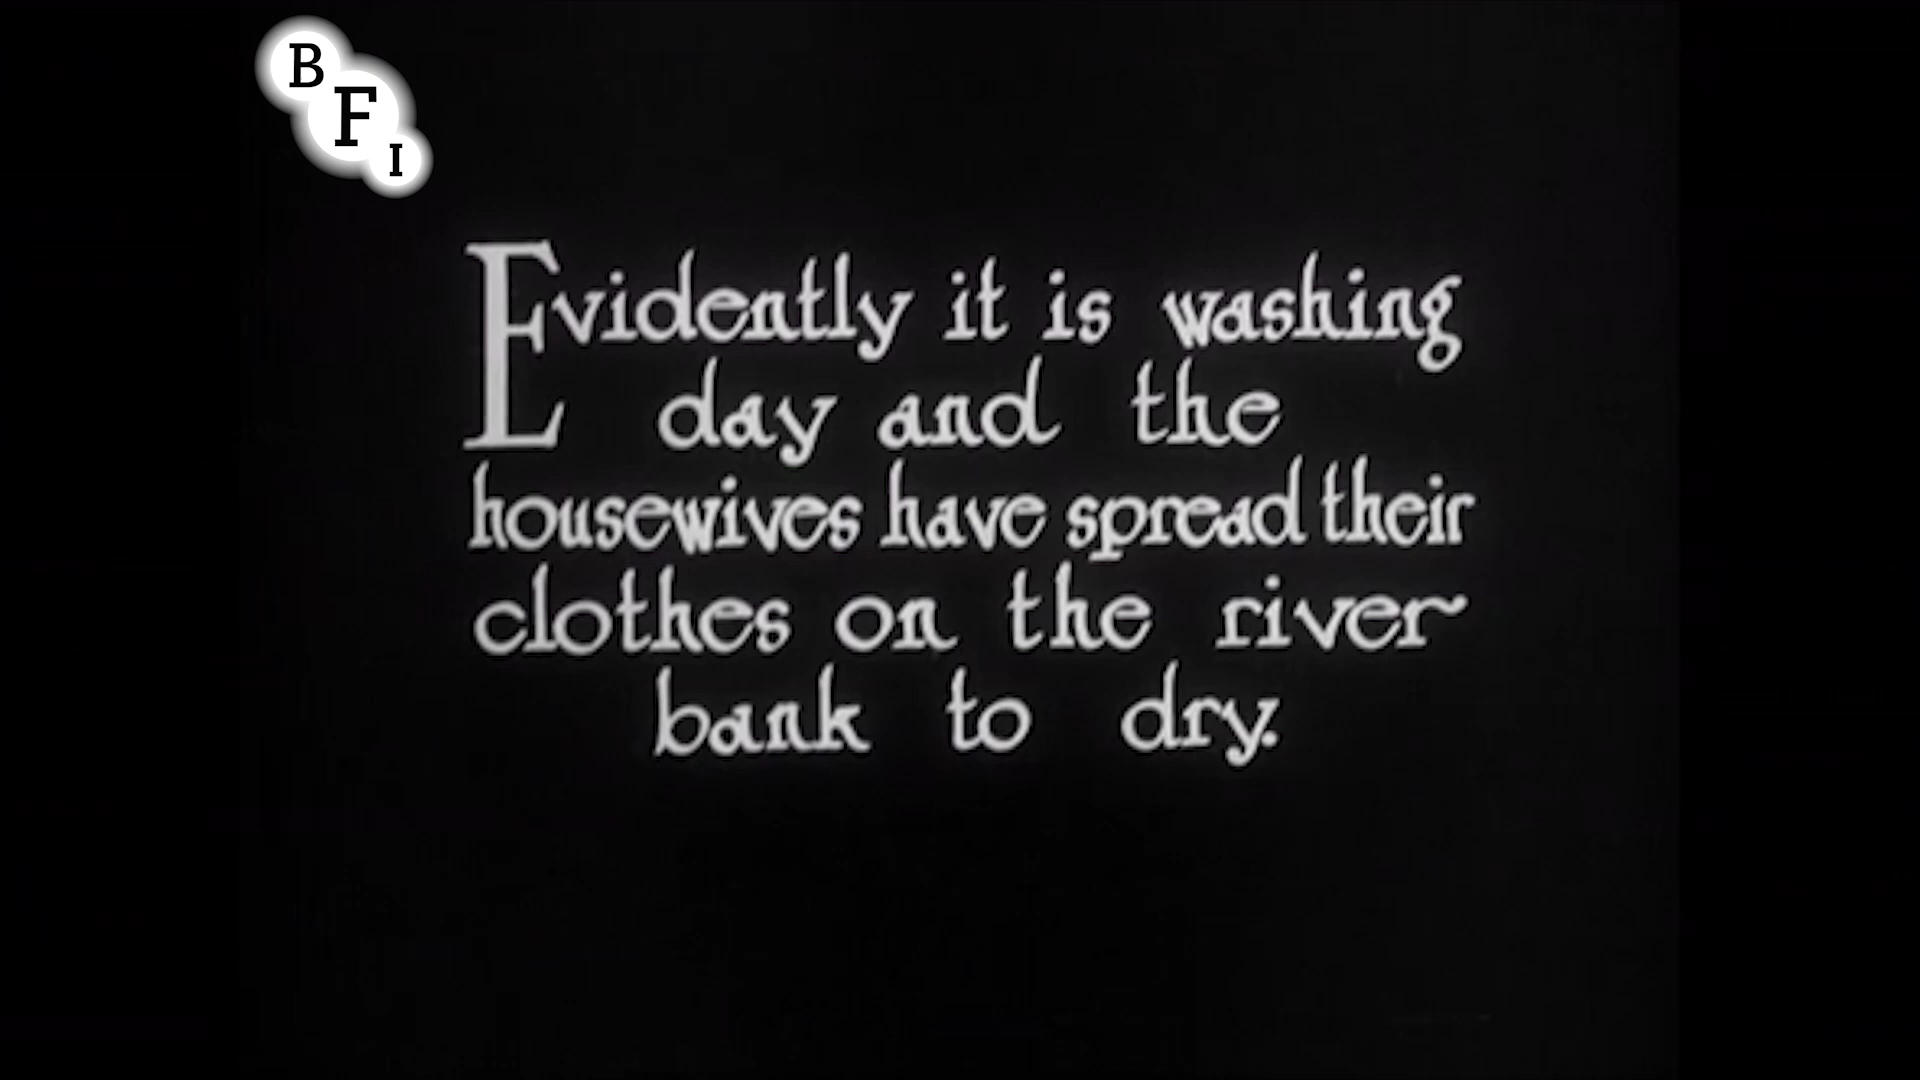 BFI
Evidently it is washing
day and the
housewives have spread their
clothes on the river
bank to dry.